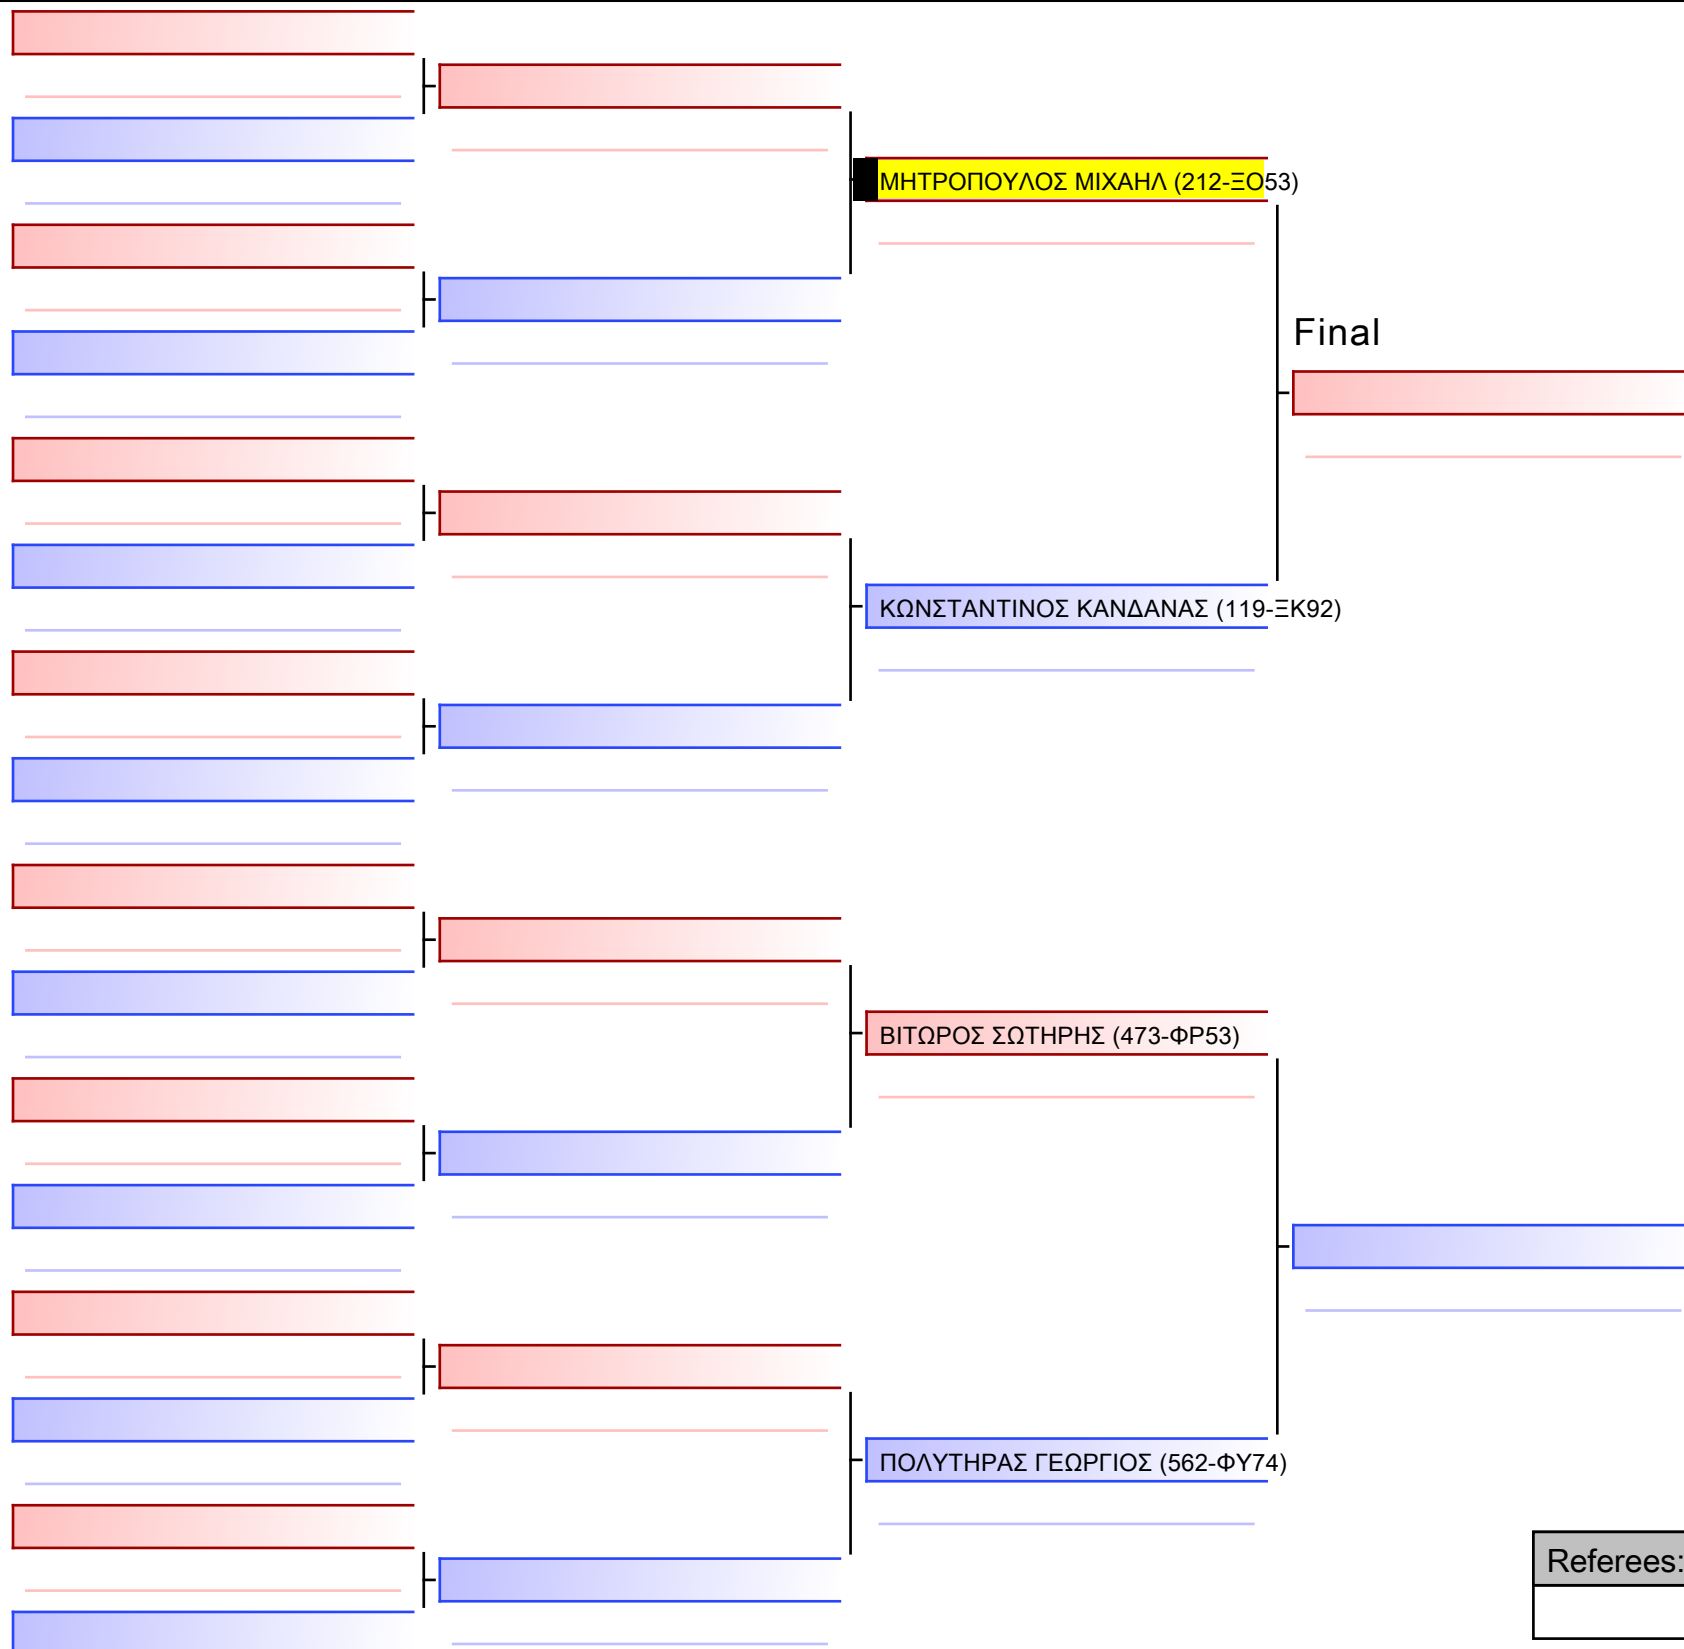 ΜΗΤΡΟΠΟΥΛΟΣ ΜΙΧΑΗΛ (212-ΞΟ53)
Final
ΚΩΝΣΤΑΝΤΙΝΟΣ ΚΑΝΔΑΝΑΣ (119-ΞΚ92)
ΒΙΤΩΡΟΣ ΣΩΤΗΡΗΣ (473-ΦΡ53)
ΠΟΛΥΤΗΡΑΣ ΓΕΩΡΓΙΟΣ (562-ΦΥ74)
Referees: